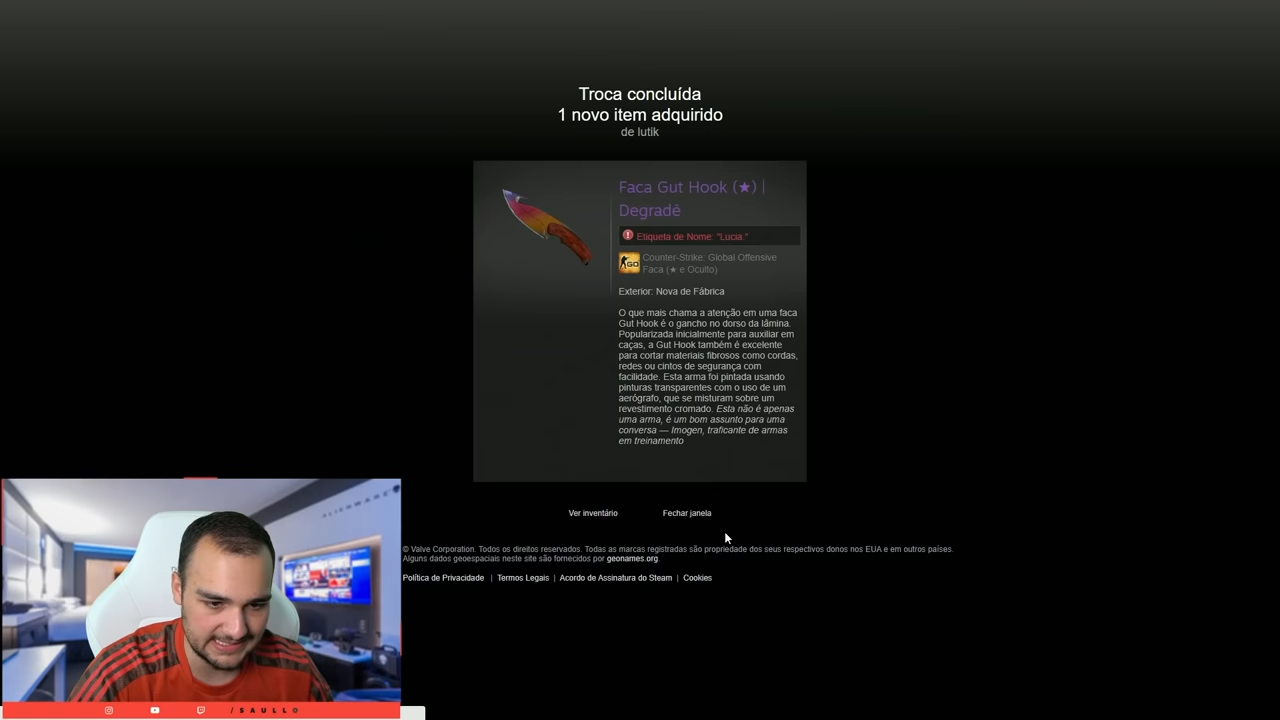 Troca concluída
1 novo item adquirido
de lutik
Faca Gut Hook (★) |
Degradê
Etiqueta de Nome: "Lucia."
Counter-Strike: Global Offensive
Faca (★ e Oculto)
Exterior: Nova de Fábrica
O que mais chama a atenção em uma faca
Gut Hook é o gancho no dorso da lâmina.
Popularizada inicialmente para auxiliar em
caças, a Gut Hook também é excelente
para cortar materiais fibrosos como cordas,
redes ou cintos de segurança com
facilidade. Esta arma foi pintada usando
pinturas transparentes com o uso de um
aerógrafo, que se misturam sobre um
revestimento cromado. Esta não é apenas
uma arma, é um bom assunto para uma
conversa — Imogen, traficante de armas
em treinamento
Ver inventário Fechar janela
© Valve Corporation. Todos os direitos reservados. Todas as marcas registradas são propriedade dos seus respectivos donos nos EUA e em outros países.
Alguns dados geoespaciais neste site são fornecidos por geonames.org.
Política de Privacidade | Termos Legais | Acordo de Assinatura do Steam | Cookies
ALIENWARE
/SAULLO